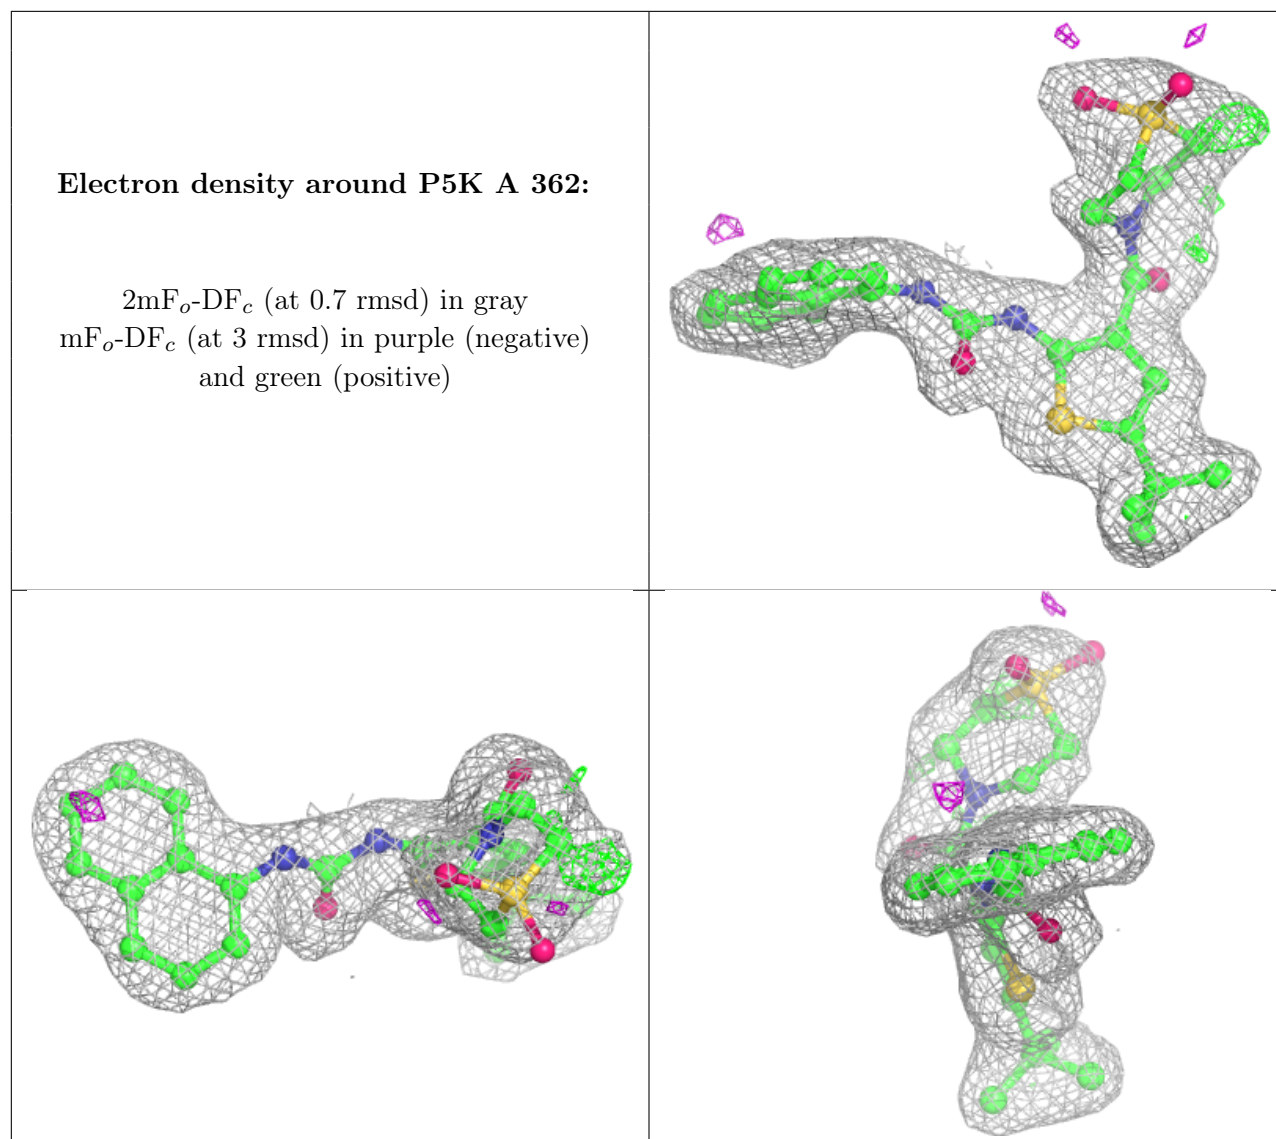 Electron density around P5K A 362:
2mFo-DFc (at 0.7 rmsd) in gray
mFo-DFc (at 3 rmsd) in purple (negative)
and green (positive)